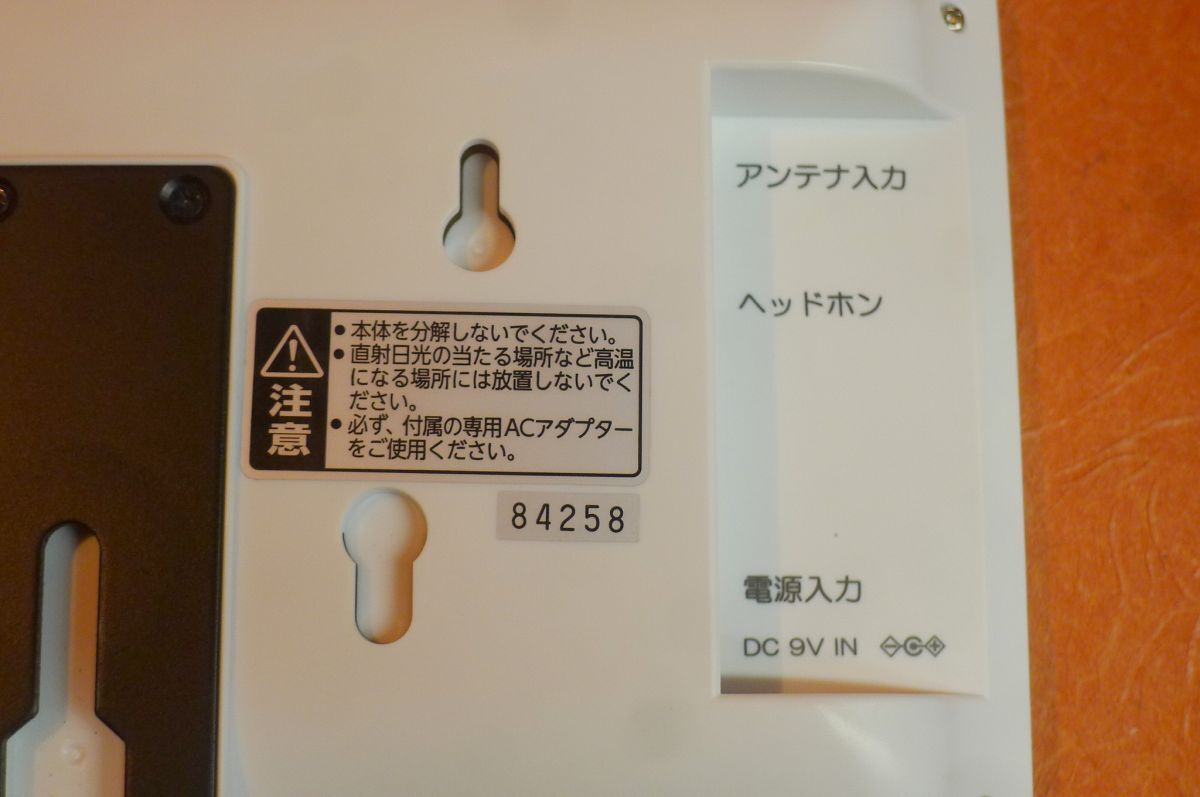 アンテナ入力
ヘッドホン
注意
●本体を分解しないでください。
●直射日光の当たる場所など高温
になる場所には放置しないでく
ださい。
●必ず、付属の専用ACアダプター
をご使用ください。
84258
電源入力
DC 9V IN